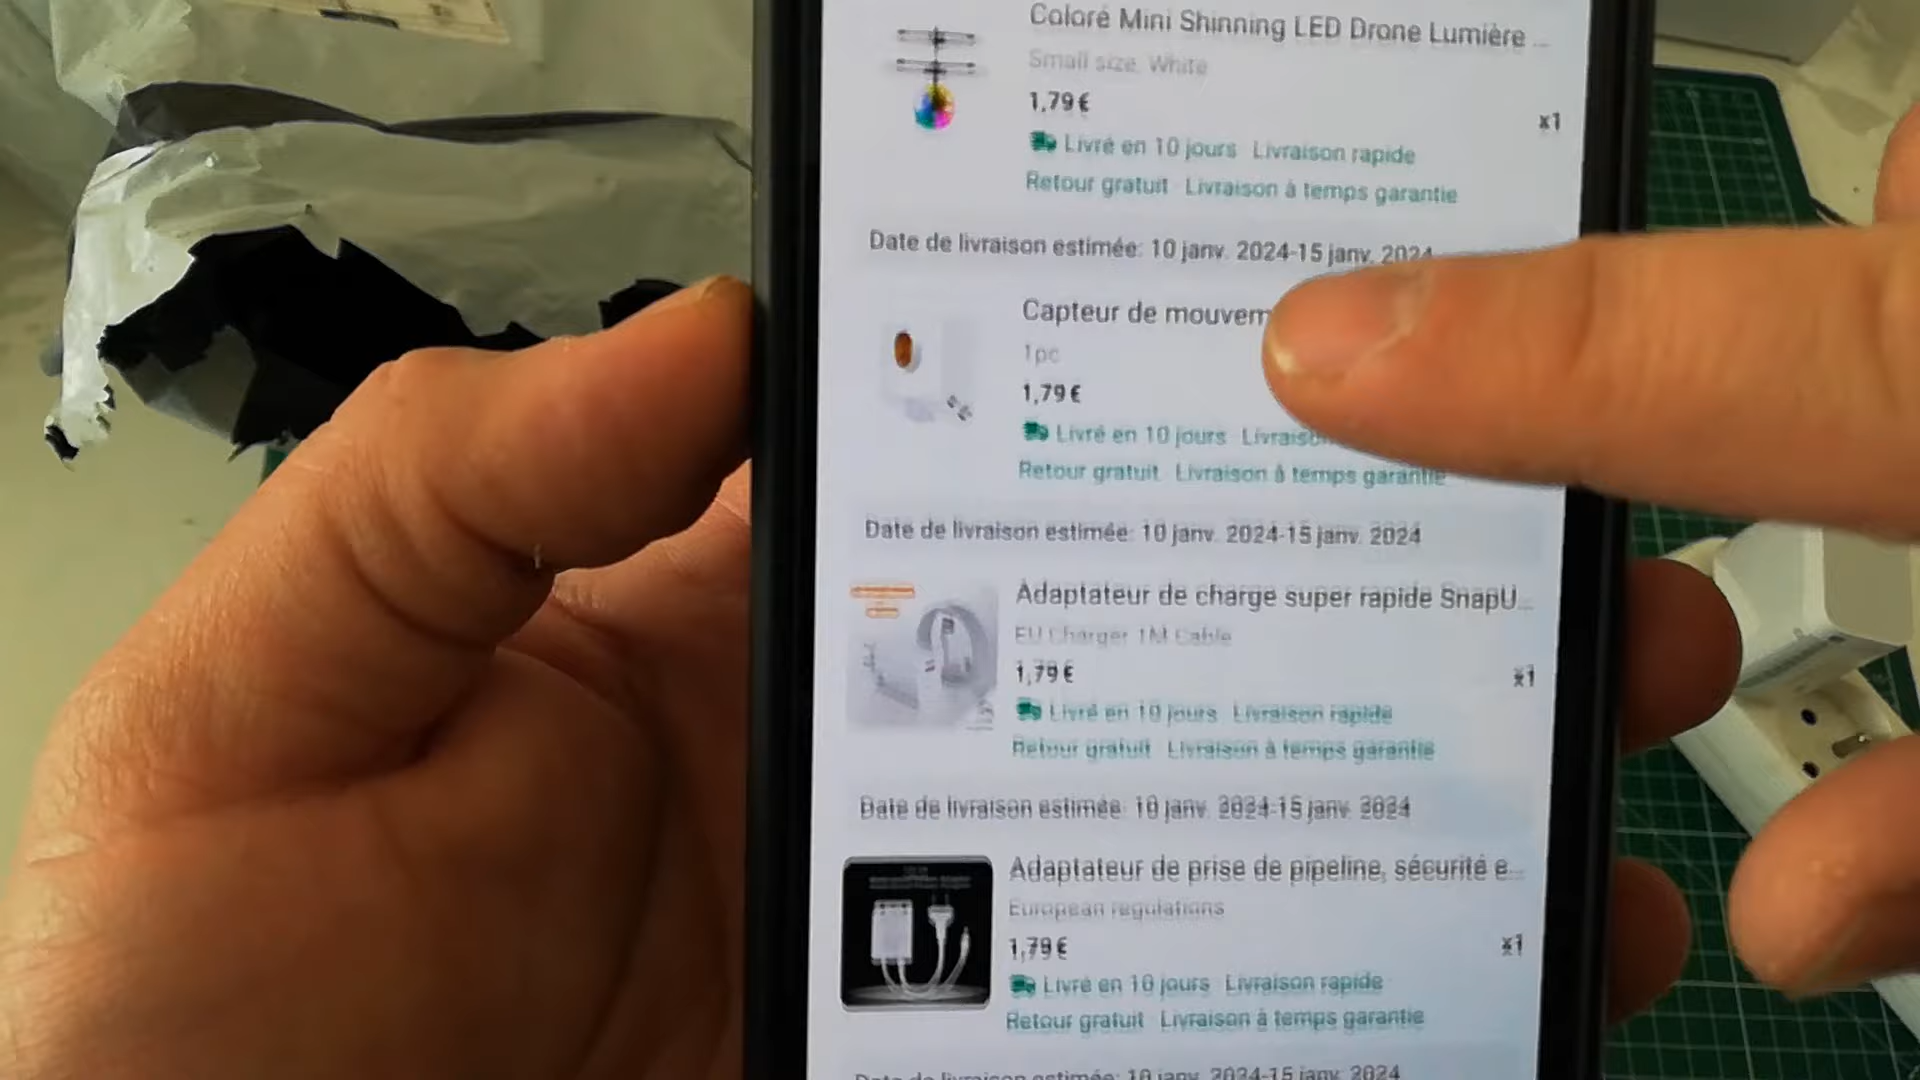 Coloré Mini Shinning LED Drone Lumière ...
Small size, White
1,79€
x1
Livré en 10 jours Livraison rapide
Retour gratuit Livraison à temps garantie
Date de livraison estimée: 10 janv. 2024-15 janv. 2024
Capteur de mouvem
1pc
1,79€
Livré en 10 jours Livraiso
Retour gratuit Livraison à temps garantie
Date de livraison estimée: 10 janv. 2024-15 janv. 2024
Adaptateur de charge super rapide SnapU...
EU Charger 1M Cable
1,79€
x1
Livré en 10 jours Livraison rapide
Retour gratuit Livraison à temps garantie
Date de livraison estimée: 10 janv. 2024-15 janv. 2024
Adaptateur de prise de pipeline, sécurité e...
European regulations
1,79€
x1
Livré en 10 jours Livraison rapide
Retour gratuit Livraison à temps garantie
Date de livraison estimée: 10 janv. 2024-15 janv. 2024